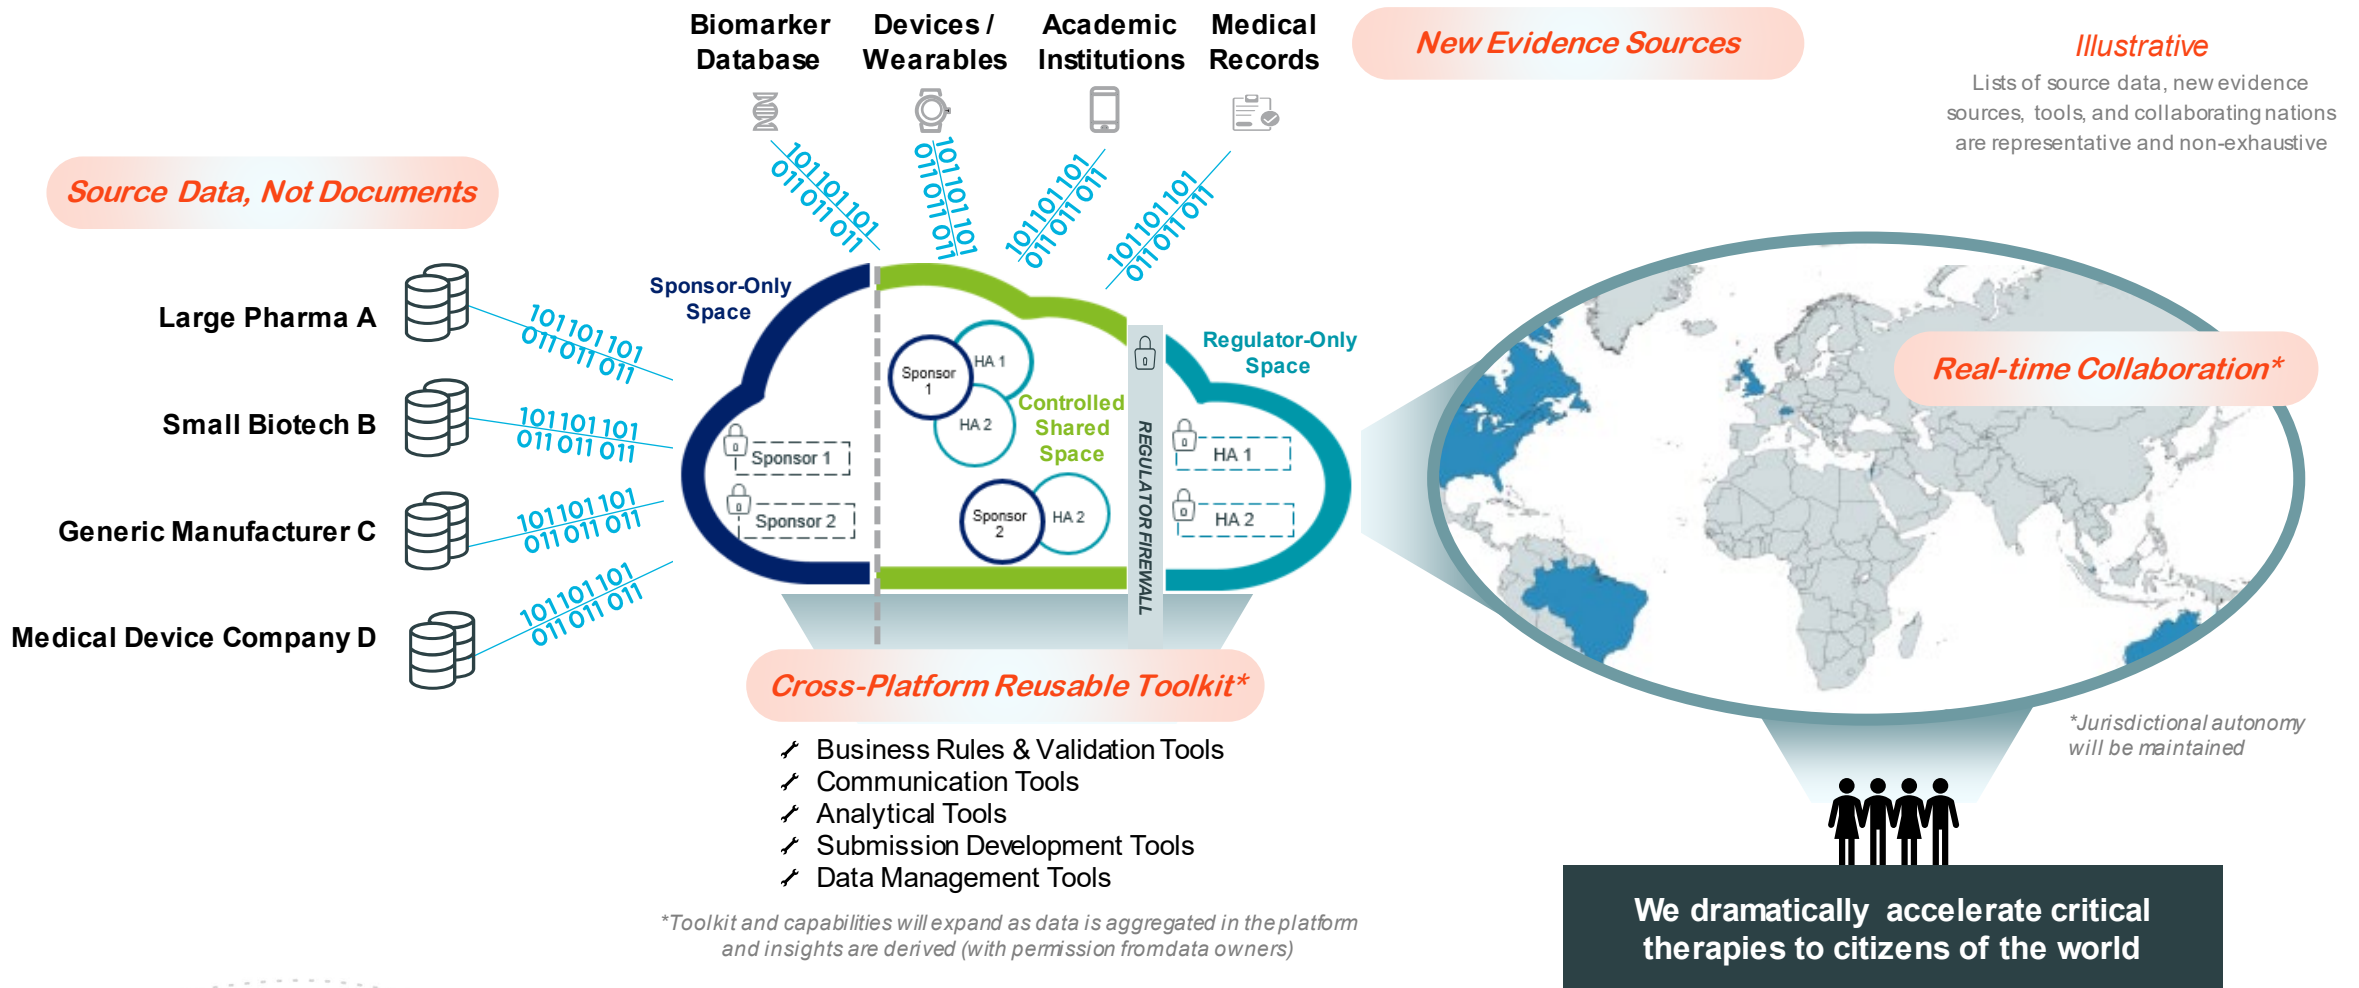 Biomarker
Database
Devices /
Wearables
Academic
Institutions
Medical
Records
New Evidence Sources
Illustrative
Lists of source data, new evidence
sources, tools, and collaborating nations
are representative and non-exhaustive
Source Data, Not Documents
101101101
011011011
101101101
011011011
101101101
011011011
101101101
011011011
Large Pharma A
101101101
011011011
Small Biotech B
101101101
011011011
Generic Manufacturer C
101101101
011011011
Medical Device Company D
101101101
011011011
Sponsor-Only
Space
Sponsor 1
Sponsor 2
Sponsor
1
HA 1
HA 2
Controlled
Shared
Space
Sponsor
2
HA 2
REGULATOR FIREWALL
Regulator-Only
Space
HA 1
HA 2
Real-time Collaboration*
*Jurisdictional autonomy
will be maintained
Cross-Platform Reusable Toolkit*
Business Rules & Validation Tools
Communication Tools
Analytical Tools
Submission Development Tools
Data Management Tools
*Toolkit and capabilities will expand as data is aggregated in the platform
and insights are derived (with permission from data owners)
We dramatically accelerate critical
therapies to citizens of the world